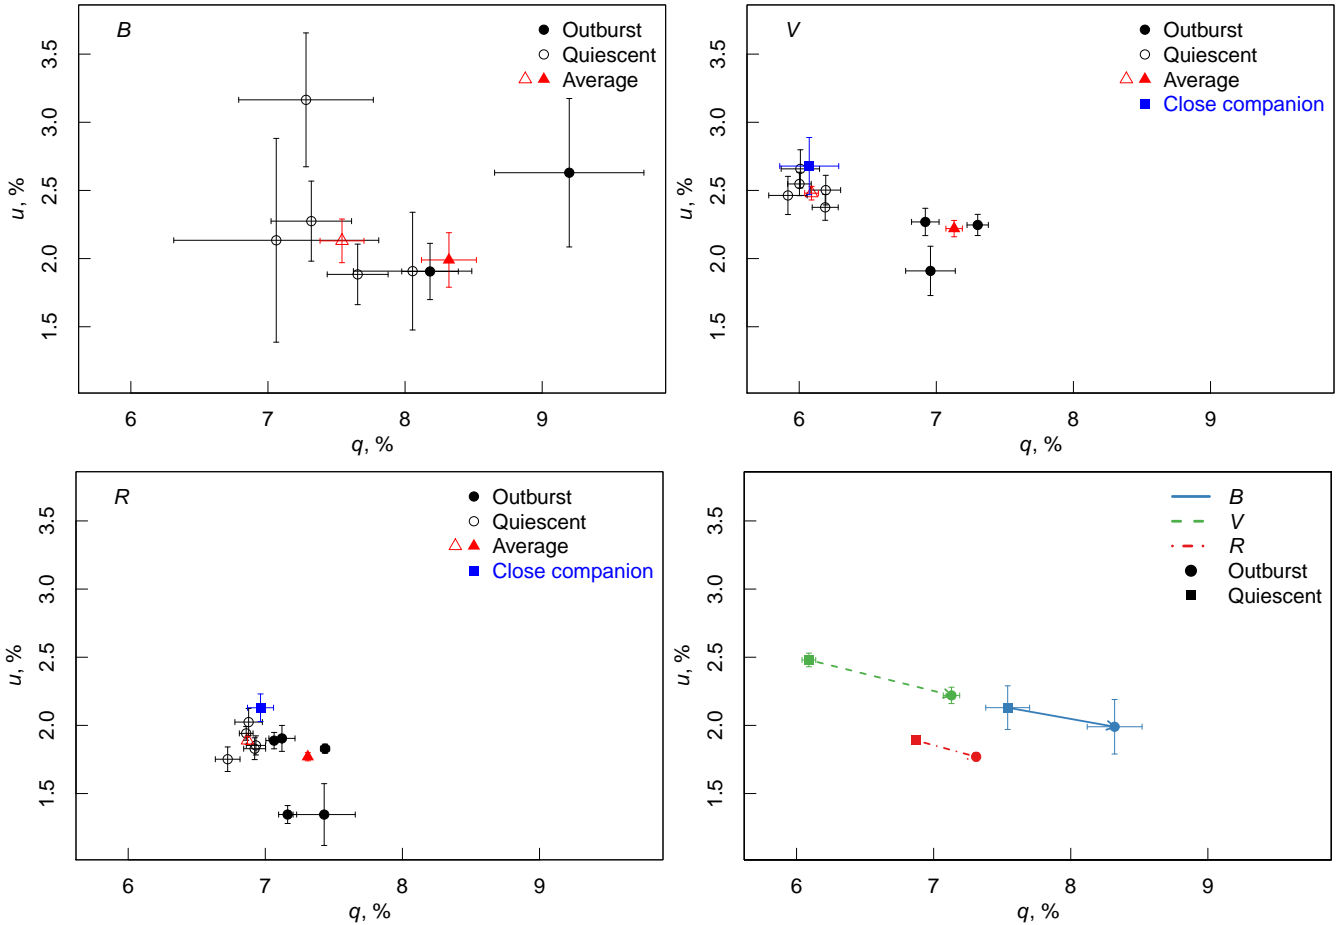 B
Outburst
Quiescent
Average
u, %
3.5
3.0
2.5
2.0
1.5
6 7 8 9
q, %
V
Outburst
Quiescent
Average
Close companion
u, %
3.5
3.0
2.5
2.0
1.5
6 7 8 9
q, %
R
Outburst
Quiescent
Average
Close companion
u, %
3.5
3.0
2.5
2.0
1.5
6 7 8 9
q, %
B
V
R
Outburst
Quiescent
u, %
3.5
3.0
2.5
2.0
1.5
6 7 8 9
q, %